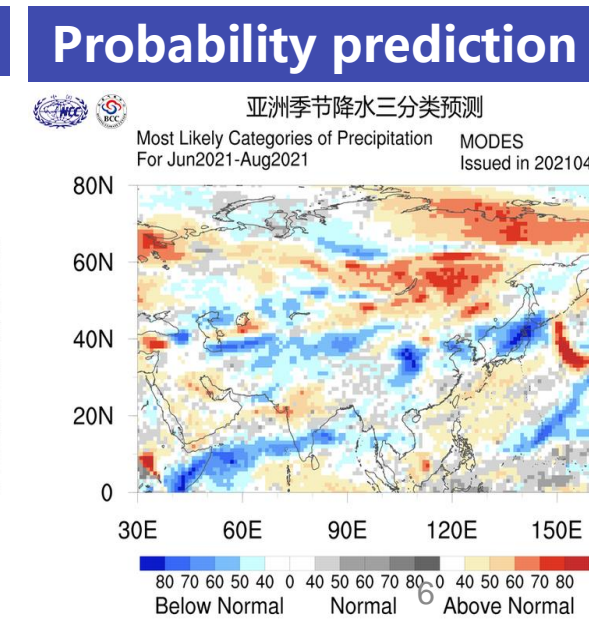 Probability prediction
NCC
BCC
亚洲季节降水三分类预测
Most Likely Categories of Precipitation MODES
For Jun2021-Aug2021 Issued in 202104
80N
60N
40N
20N
0
30E 60E 90E 120E 150E
80 70 60 50 40 0 40 50 60 70 80 0 40 50 60 70 80
6
Below Normal Normal Above Normal